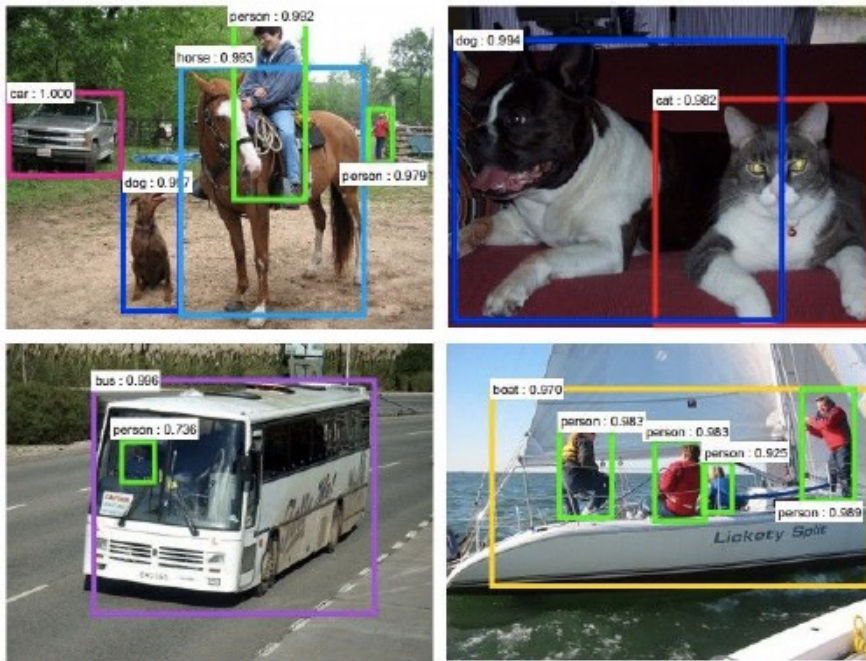 person : 0.992
horse : 0.993
car : 1.000
dog : 0.997
person : 0.979
dog : 0.994
cat : 0.982
bus : 0.996
person : 0.736
boat : 0.970
person : 0.983
person : 0.983
person : 0.925
person : 0.989
Lickety Split